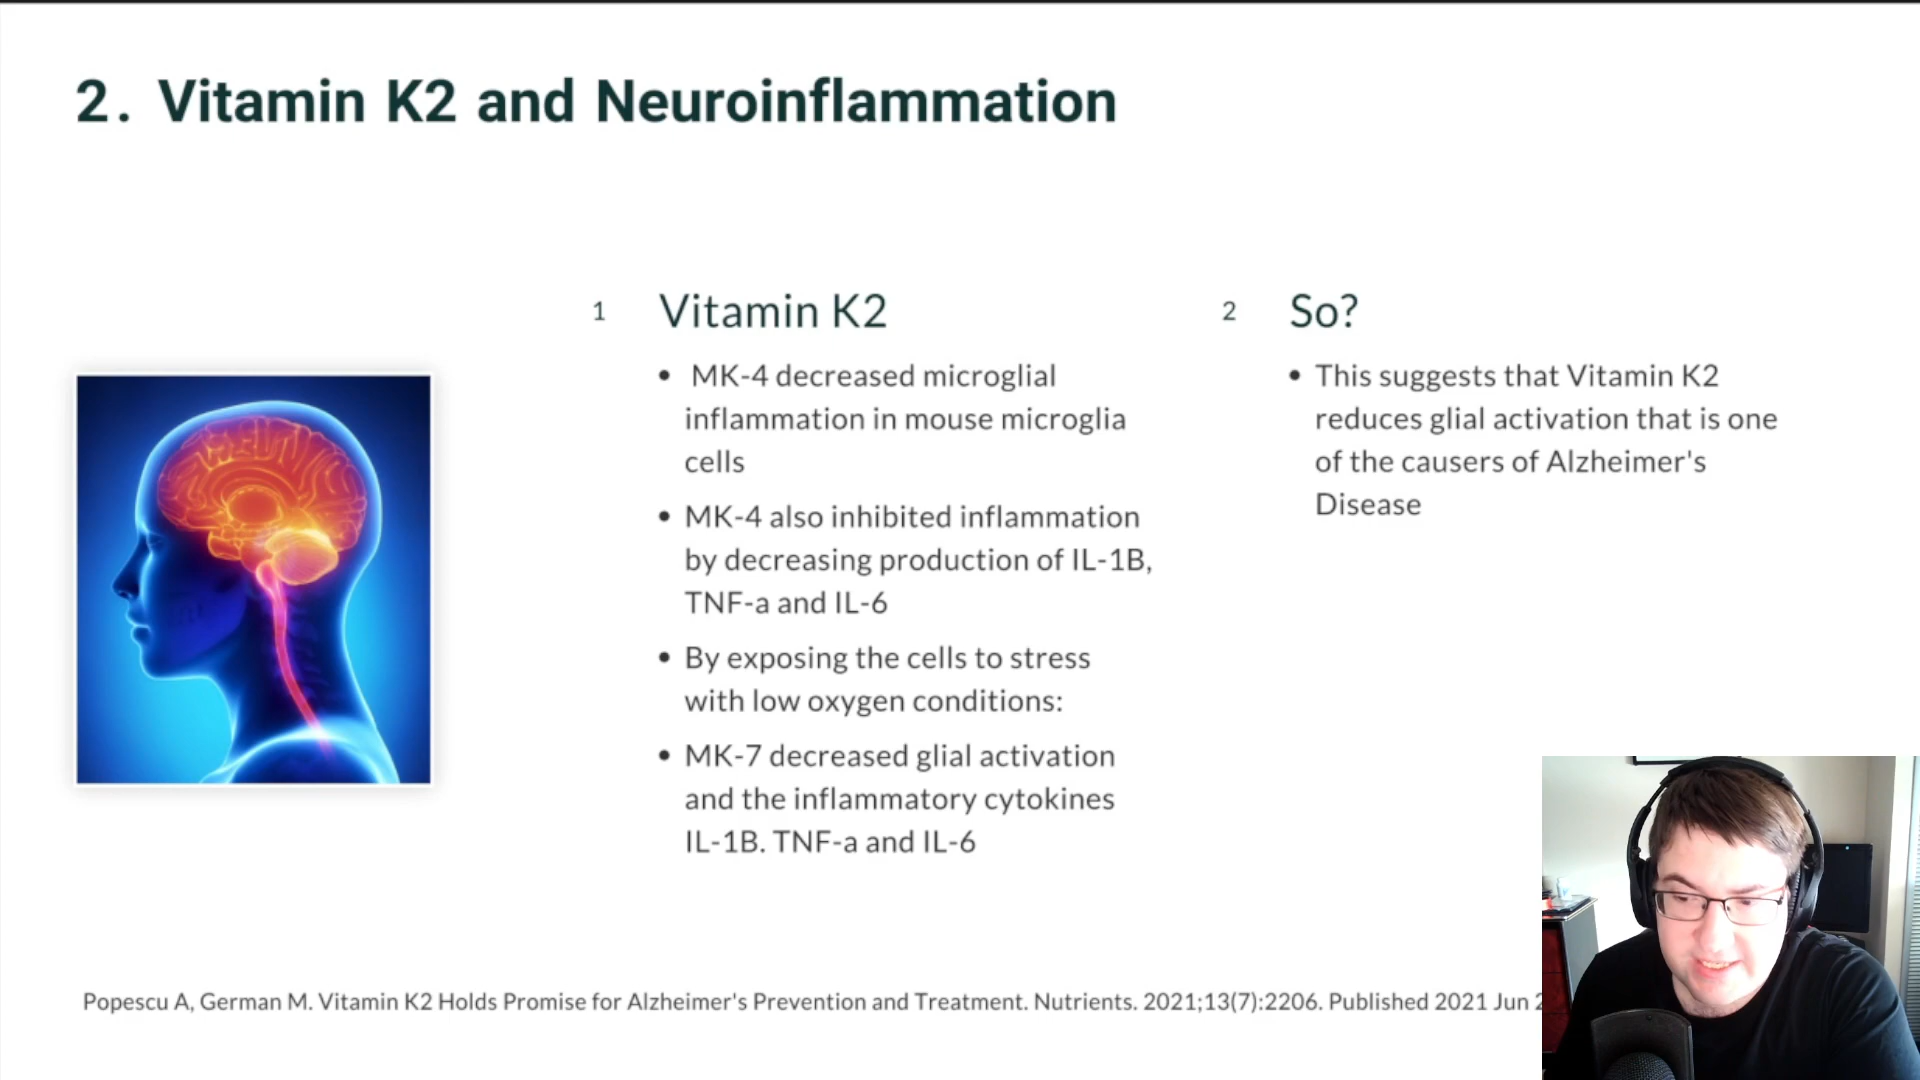 2. Vitamin K2 and Neuroinflammation
1 Vitamin K2
• MK-4 decreased microglial
inflammation in mouse microglia
cells
• MK-4 also inhibited inflammation
by decreasing production of IL-1B,
TNF-a and IL-6
• By exposing the cells to stress
with low oxygen conditions:
• MK-7 decreased glial activation
and the inflammatory cytokines
IL-1B. TNF-a and IL-6
2 So?
• This suggests that Vitamin K2
reduces glial activation that is one
of the causers of Alzheimer's
Disease
Popescu A, German M. Vitamin K2 Holds Promise for Alzheimer's Prevention and Treatment. Nutrients. 2021;13(7):2206. Published 2021 Jun